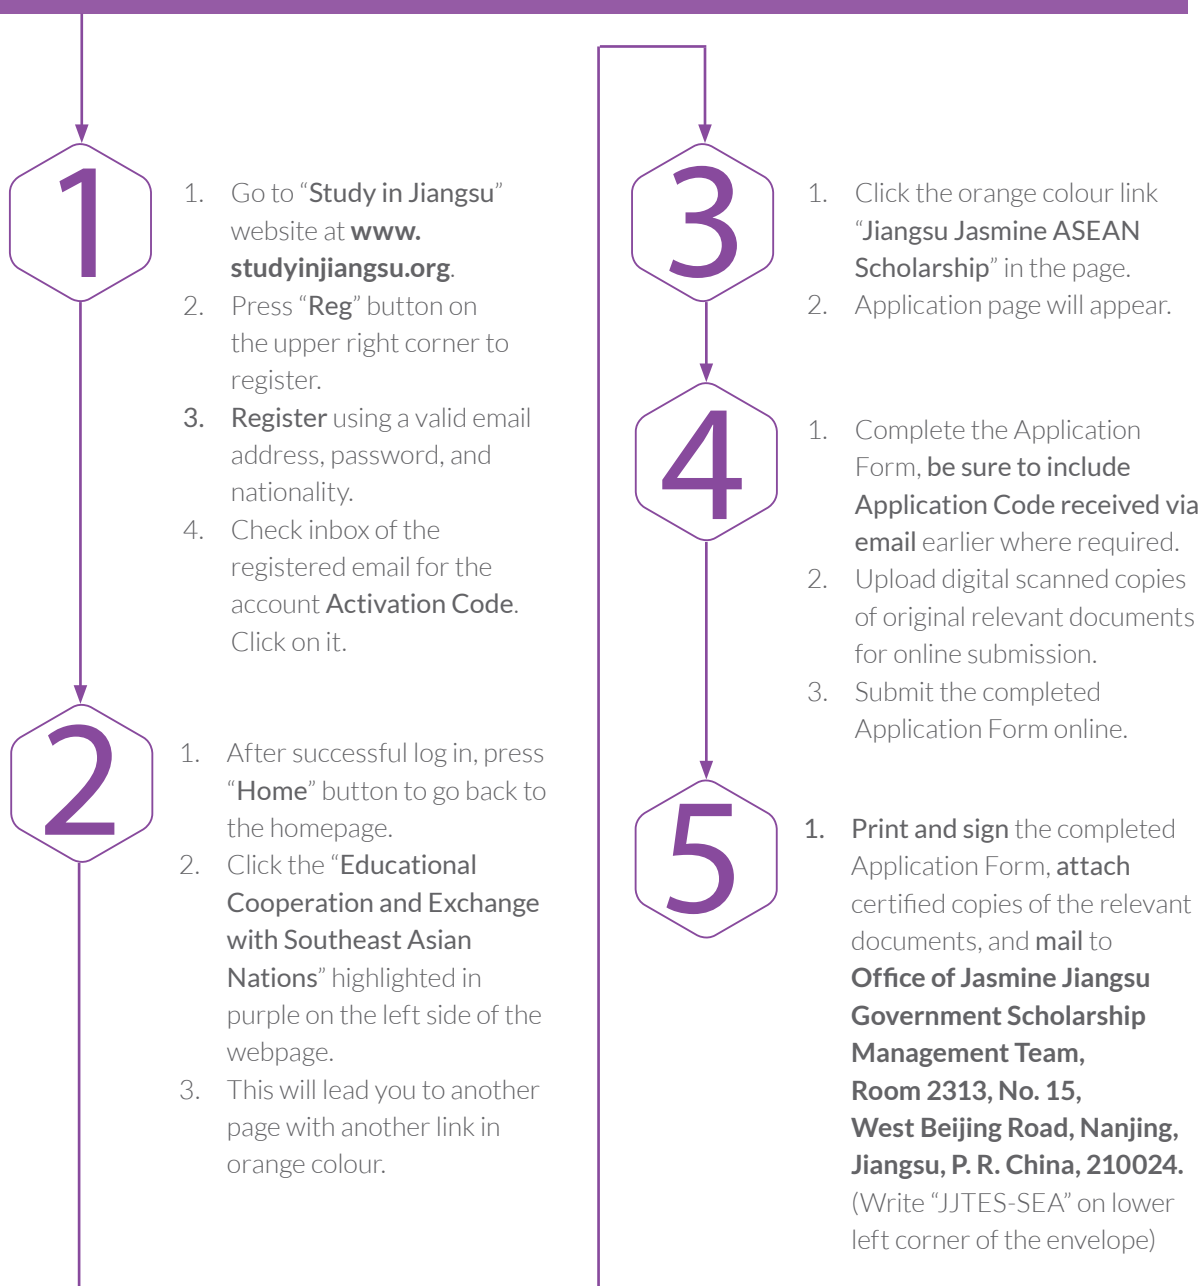 1
1. Go to “Study in Jiangsu”
website at www.
studyinjiangsu.org.
2. Press “Reg” button on
the upper right corner to
register.
3. Register using a valid email
address, password, and
nationality.
4. Check inbox of the
registered email for the
account Activation Code.
Click on it.
2
1. After successful log in, press
“Home” button to go back to
the homepage.
2. Click the “Educational
Cooperation and Exchange
with Southeast Asian
Nations” highlighted in
purple on the left side of the
webpage.
3. This will lead you to another
page with another link in
orange colour.
3
1. Click the orange colour link
“Jiangsu Jasmine ASEAN
Scholarship” in the page.
2. Application page will appear.
4
1. Complete the Application
Form, be sure to include
Application Code received via
email earlier where required.
2. Upload digital scanned copies
of original relevant documents
for online submission.
3. Submit the completed
Application Form online.
5
1. Print and sign the completed
Application Form, attach
certified copies of the relevant
documents, and mail to
Office of Jasmine Jiangsu
Government Scholarship
Management Team,
Room 2313, No. 15,
West Beijing Road, Nanjing,
Jiangsu, P. R. China, 210024.
(Write “JJTES-SEA” on lower
left corner of the envelope)